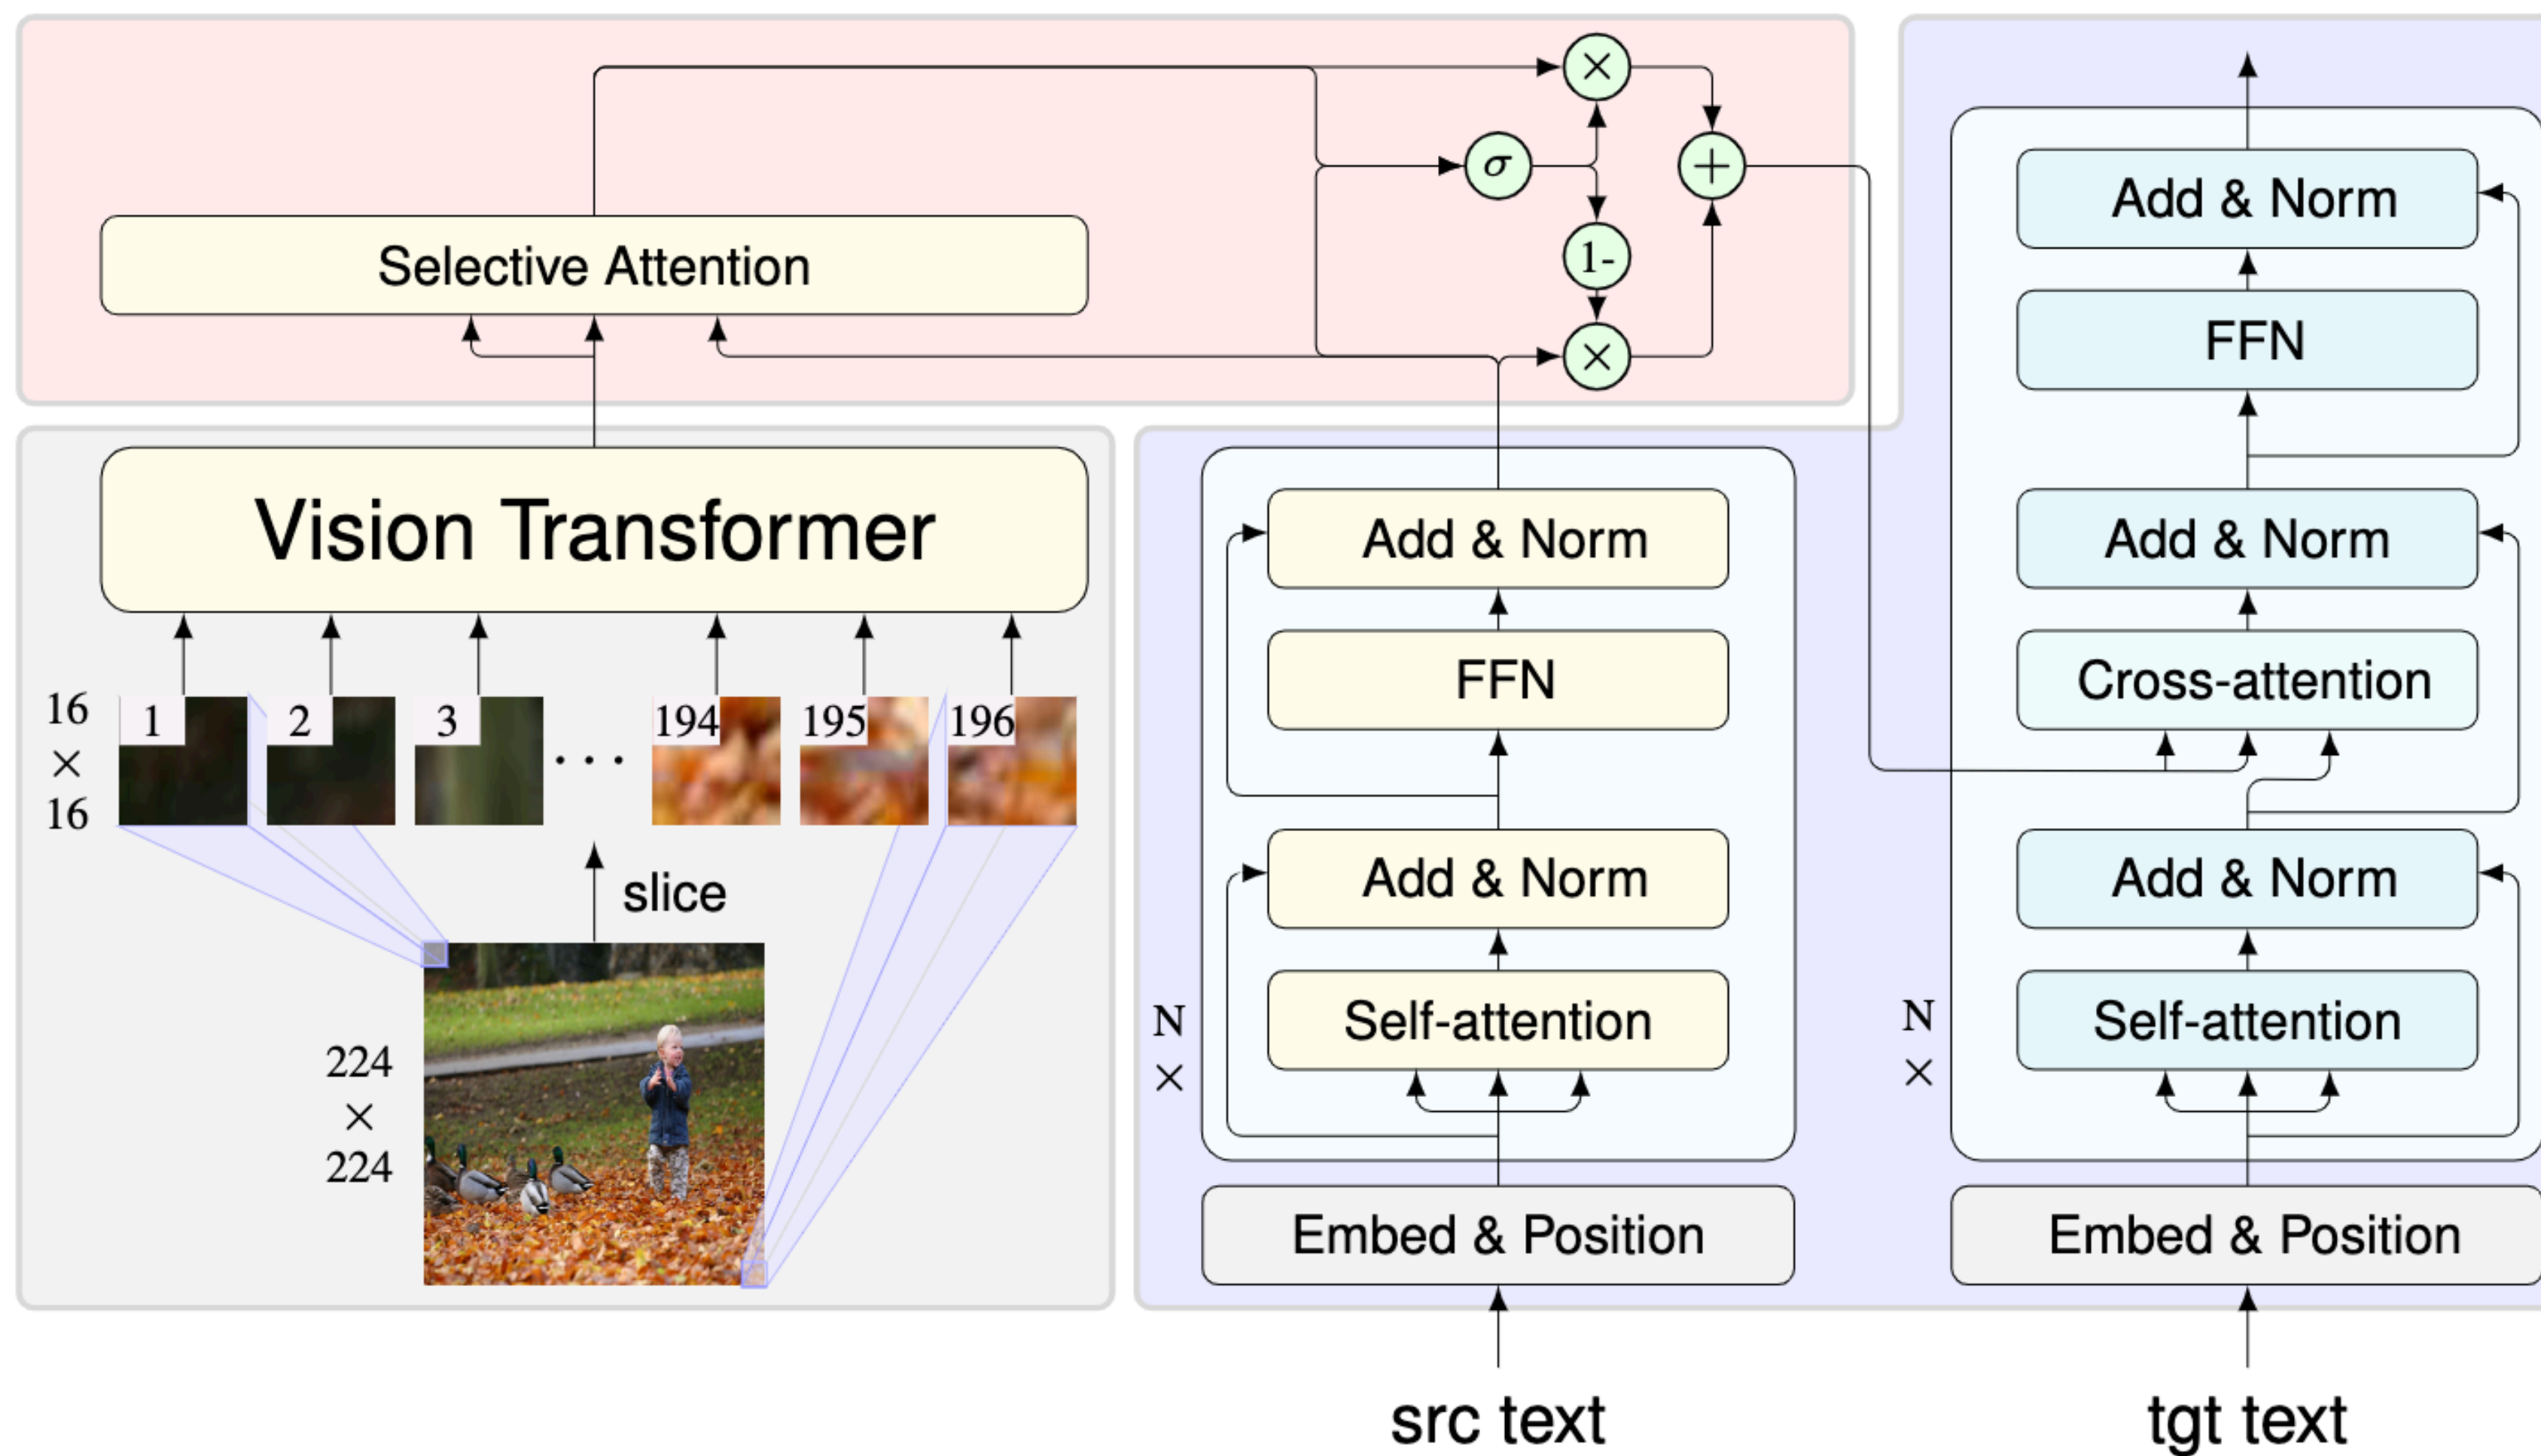 ×
σ
+
1-
×
Selective Attention
Vision Transformer
16
×
16
1
2
3
· · ·
194
195
196
slice
224
×
224
Add & Norm
FFN
Add & Norm
Self-attention
N
×
Embed & Position
src text
Add & Norm
FFN
Add & Norm
Cross-attention
Add & Norm
Self-attention
N
×
Embed & Position
tgt text